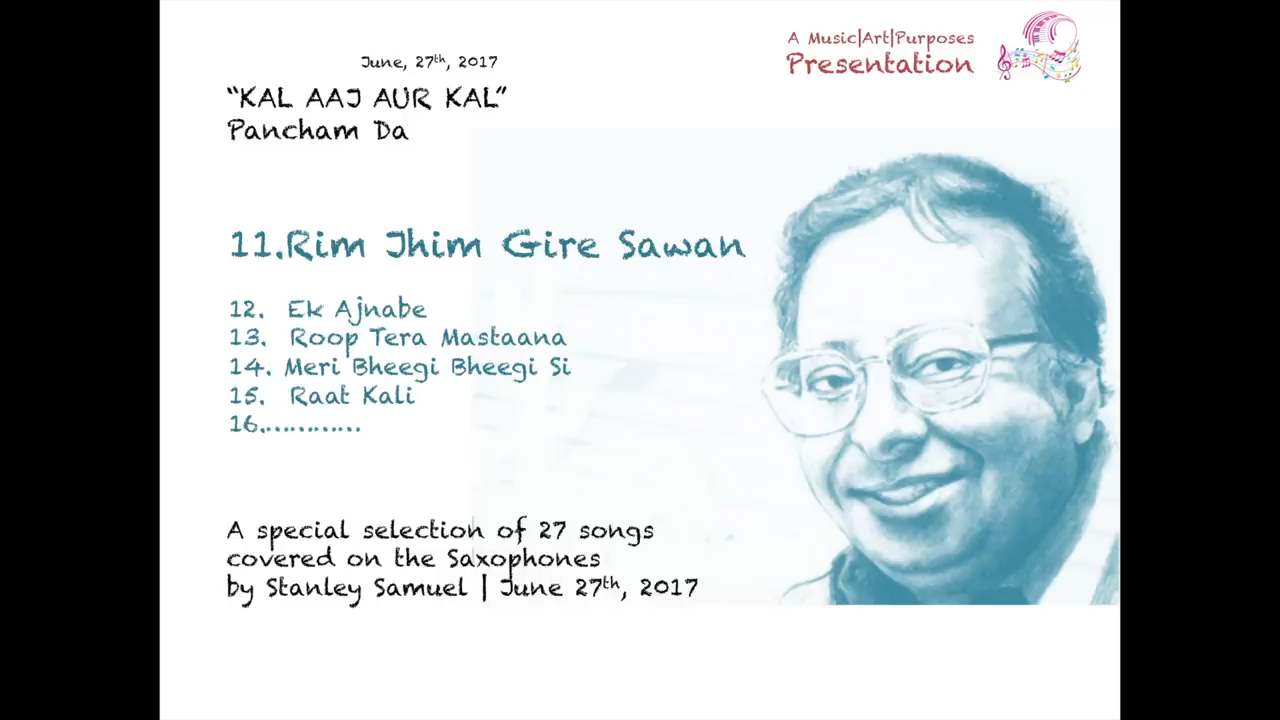 A Music|Art|Purposes
Presentation
June, 27th, 2017
“KAL AAJ AUR KAL”
Pancham Da
11.Rim Jhim Gire Sawan
12. Ek Ajnabe
13. Roop Tera Mastaana
14. Meri Bheegi Bheegi Si
15. Raat Kali
16............
A special selection of 27 songs
covered on the Saxophones
by Stanley Samuel | June 27th, 2017